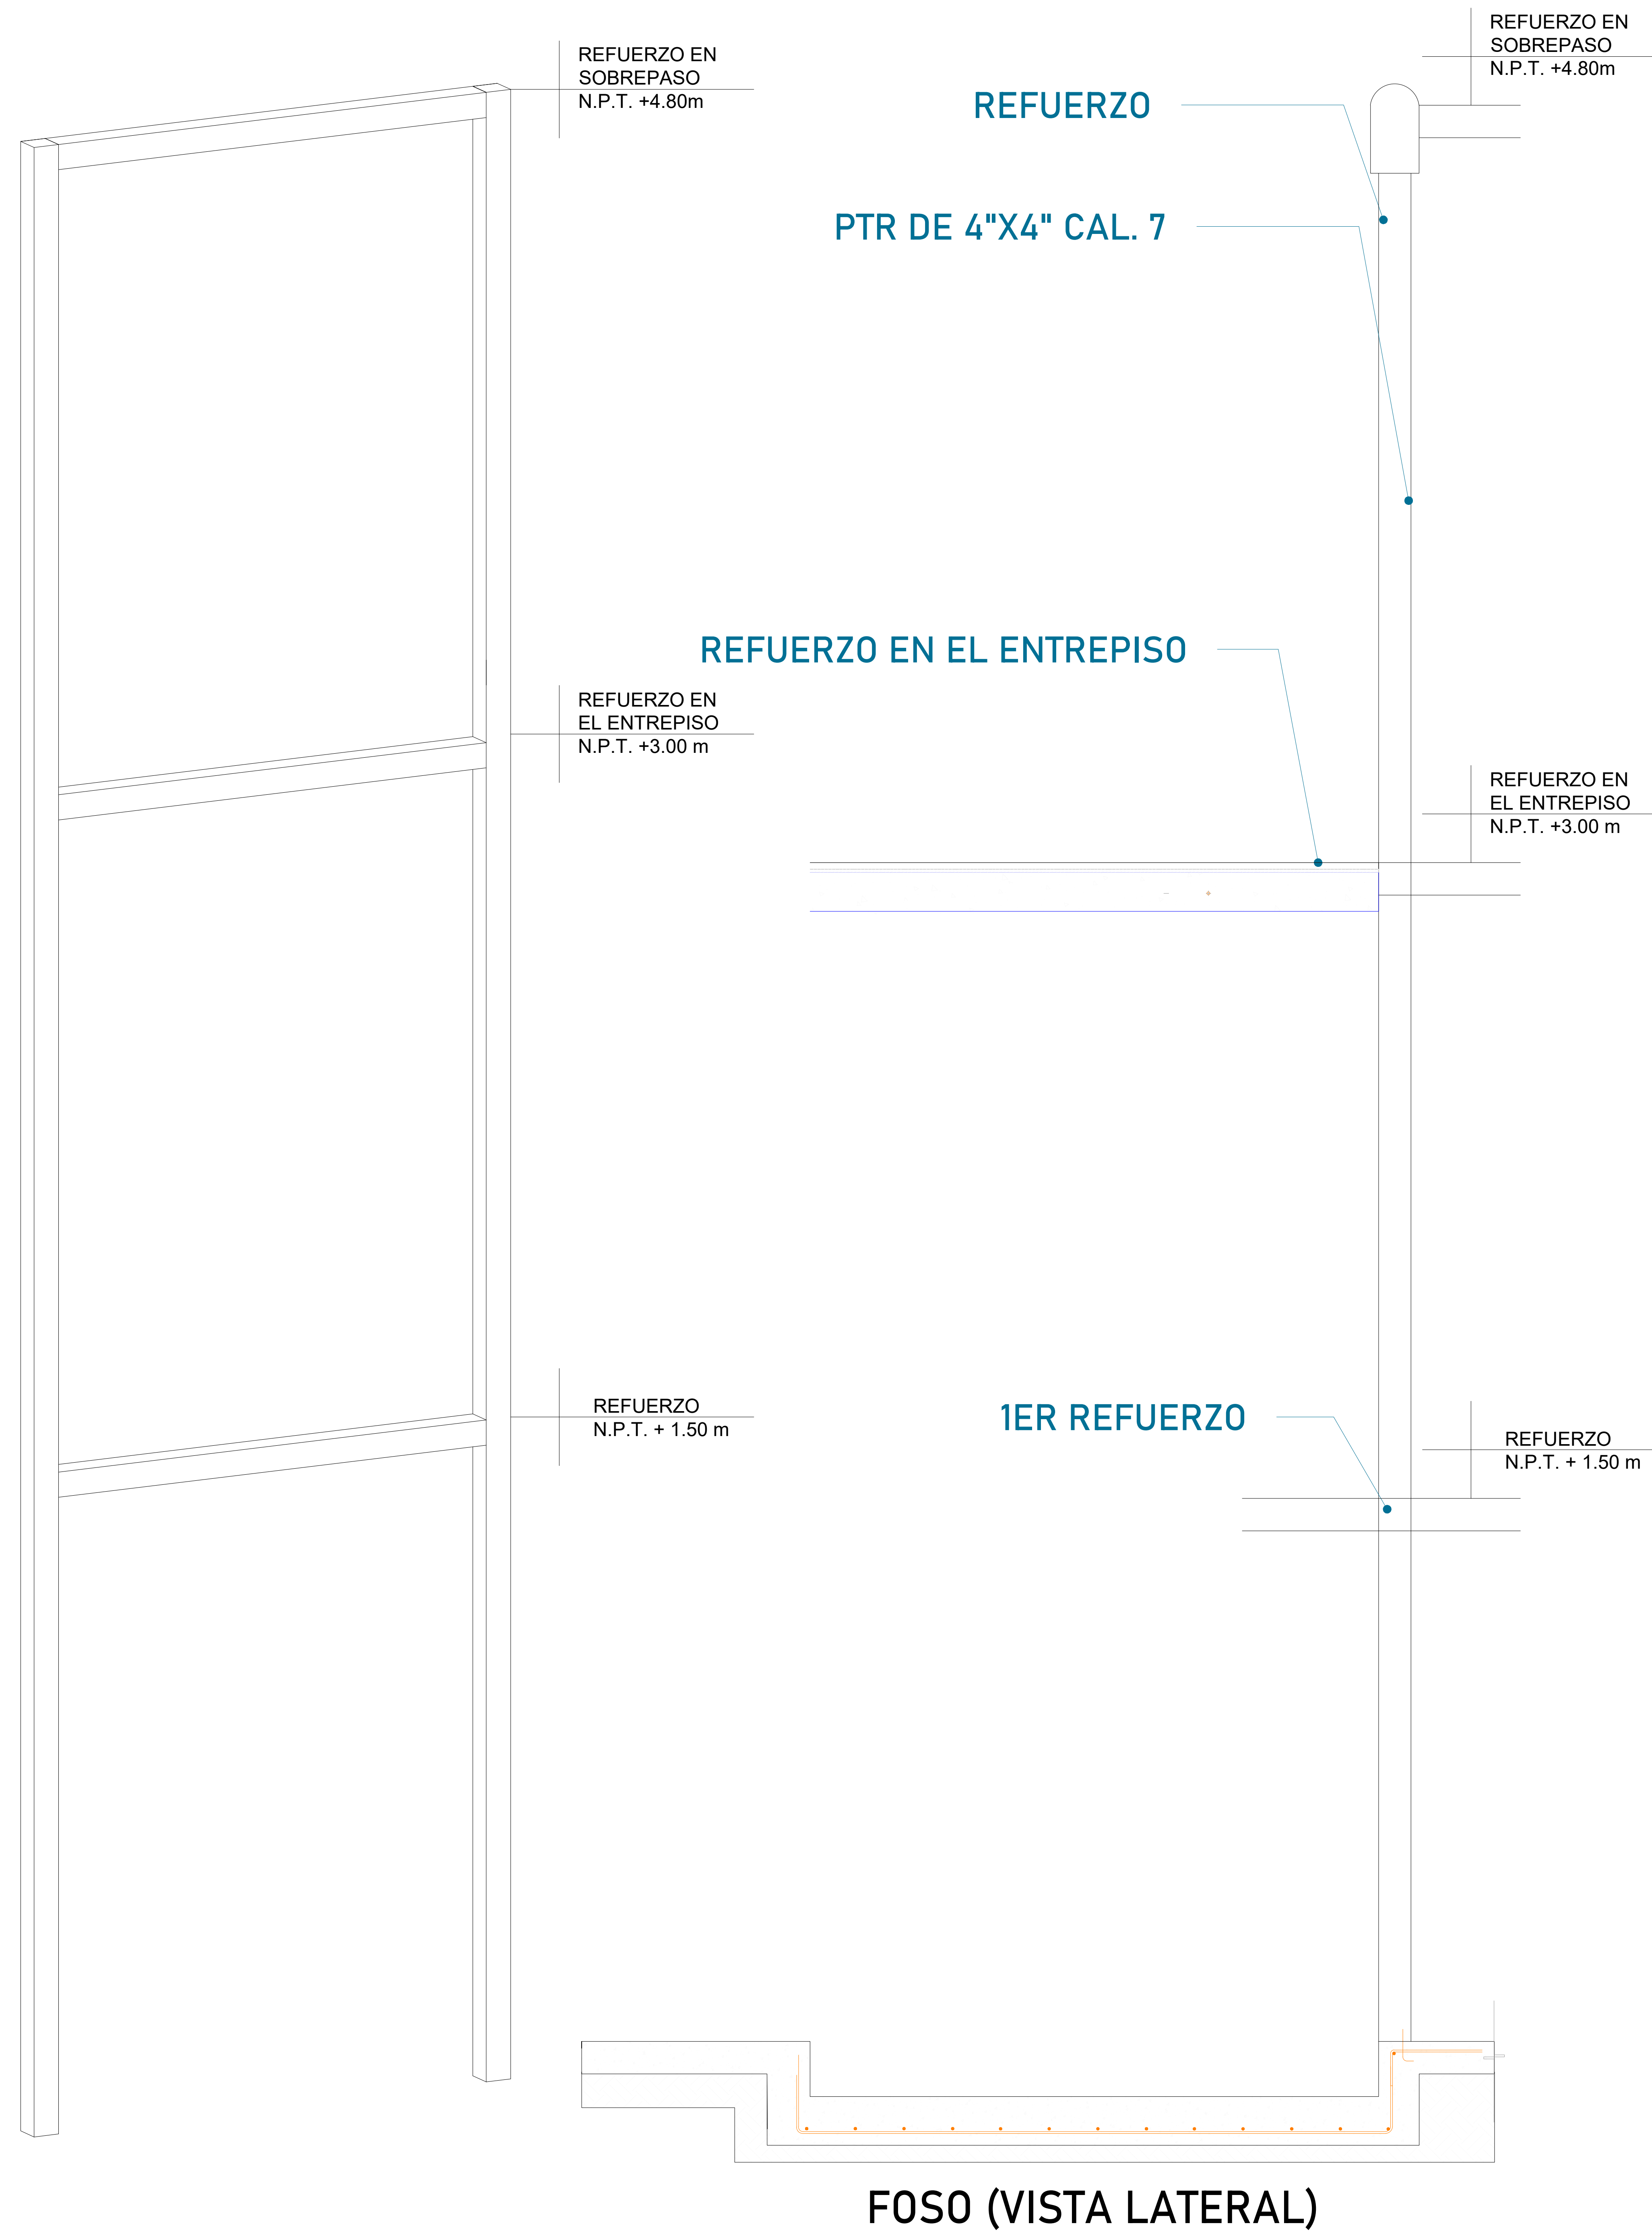 REFUERZO EN
SOBREPASO
N.P.T. +4.80m
REFUERZO EN
EL ENTREPISO
N.P.T. +3.00 m
REFUERZO
N.P.T. + 1.50 m
REFUERZO
PTR DE 4"X4" CAL. 7
REFUERZO EN EL ENTREPISO
1ER REFUERZO
REFUERZO EN
SOBREPASO
N.P.T. +4.80m
REFUERZO EN
EL ENTREPISO
N.P.T. +3.00 m
REFUERZO
N.P.T. + 1.50 m
FOSO (VISTA LATERAL)